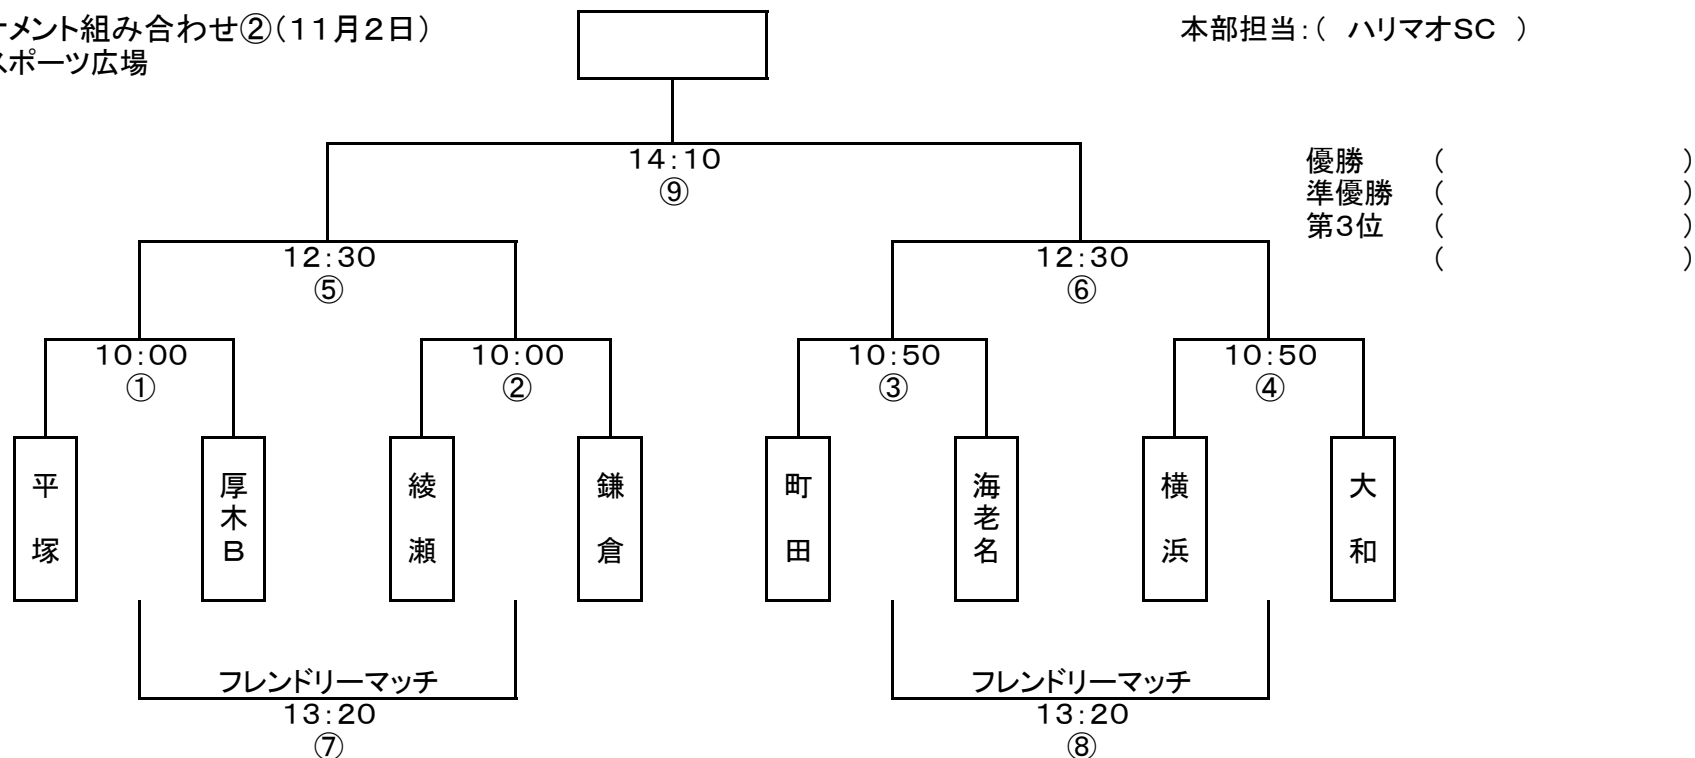 ナメント組み合わせ②(11月2日)
本部担当:( ハリマオSC )
スポーツ広場
14:10
⑨
優勝 ( )
準優勝 ( )
第3位 ( )
( )
12:30
⑤
12:30
⑥
10:00
①
10:00
②
10:50
③
10:50
④
平塚
厚木B
綾瀬
鎌倉
町田
海老名
横浜
大和
フレンドリーマッチ
13:20
⑦
フレンドリーマッチ
13:20
⑧